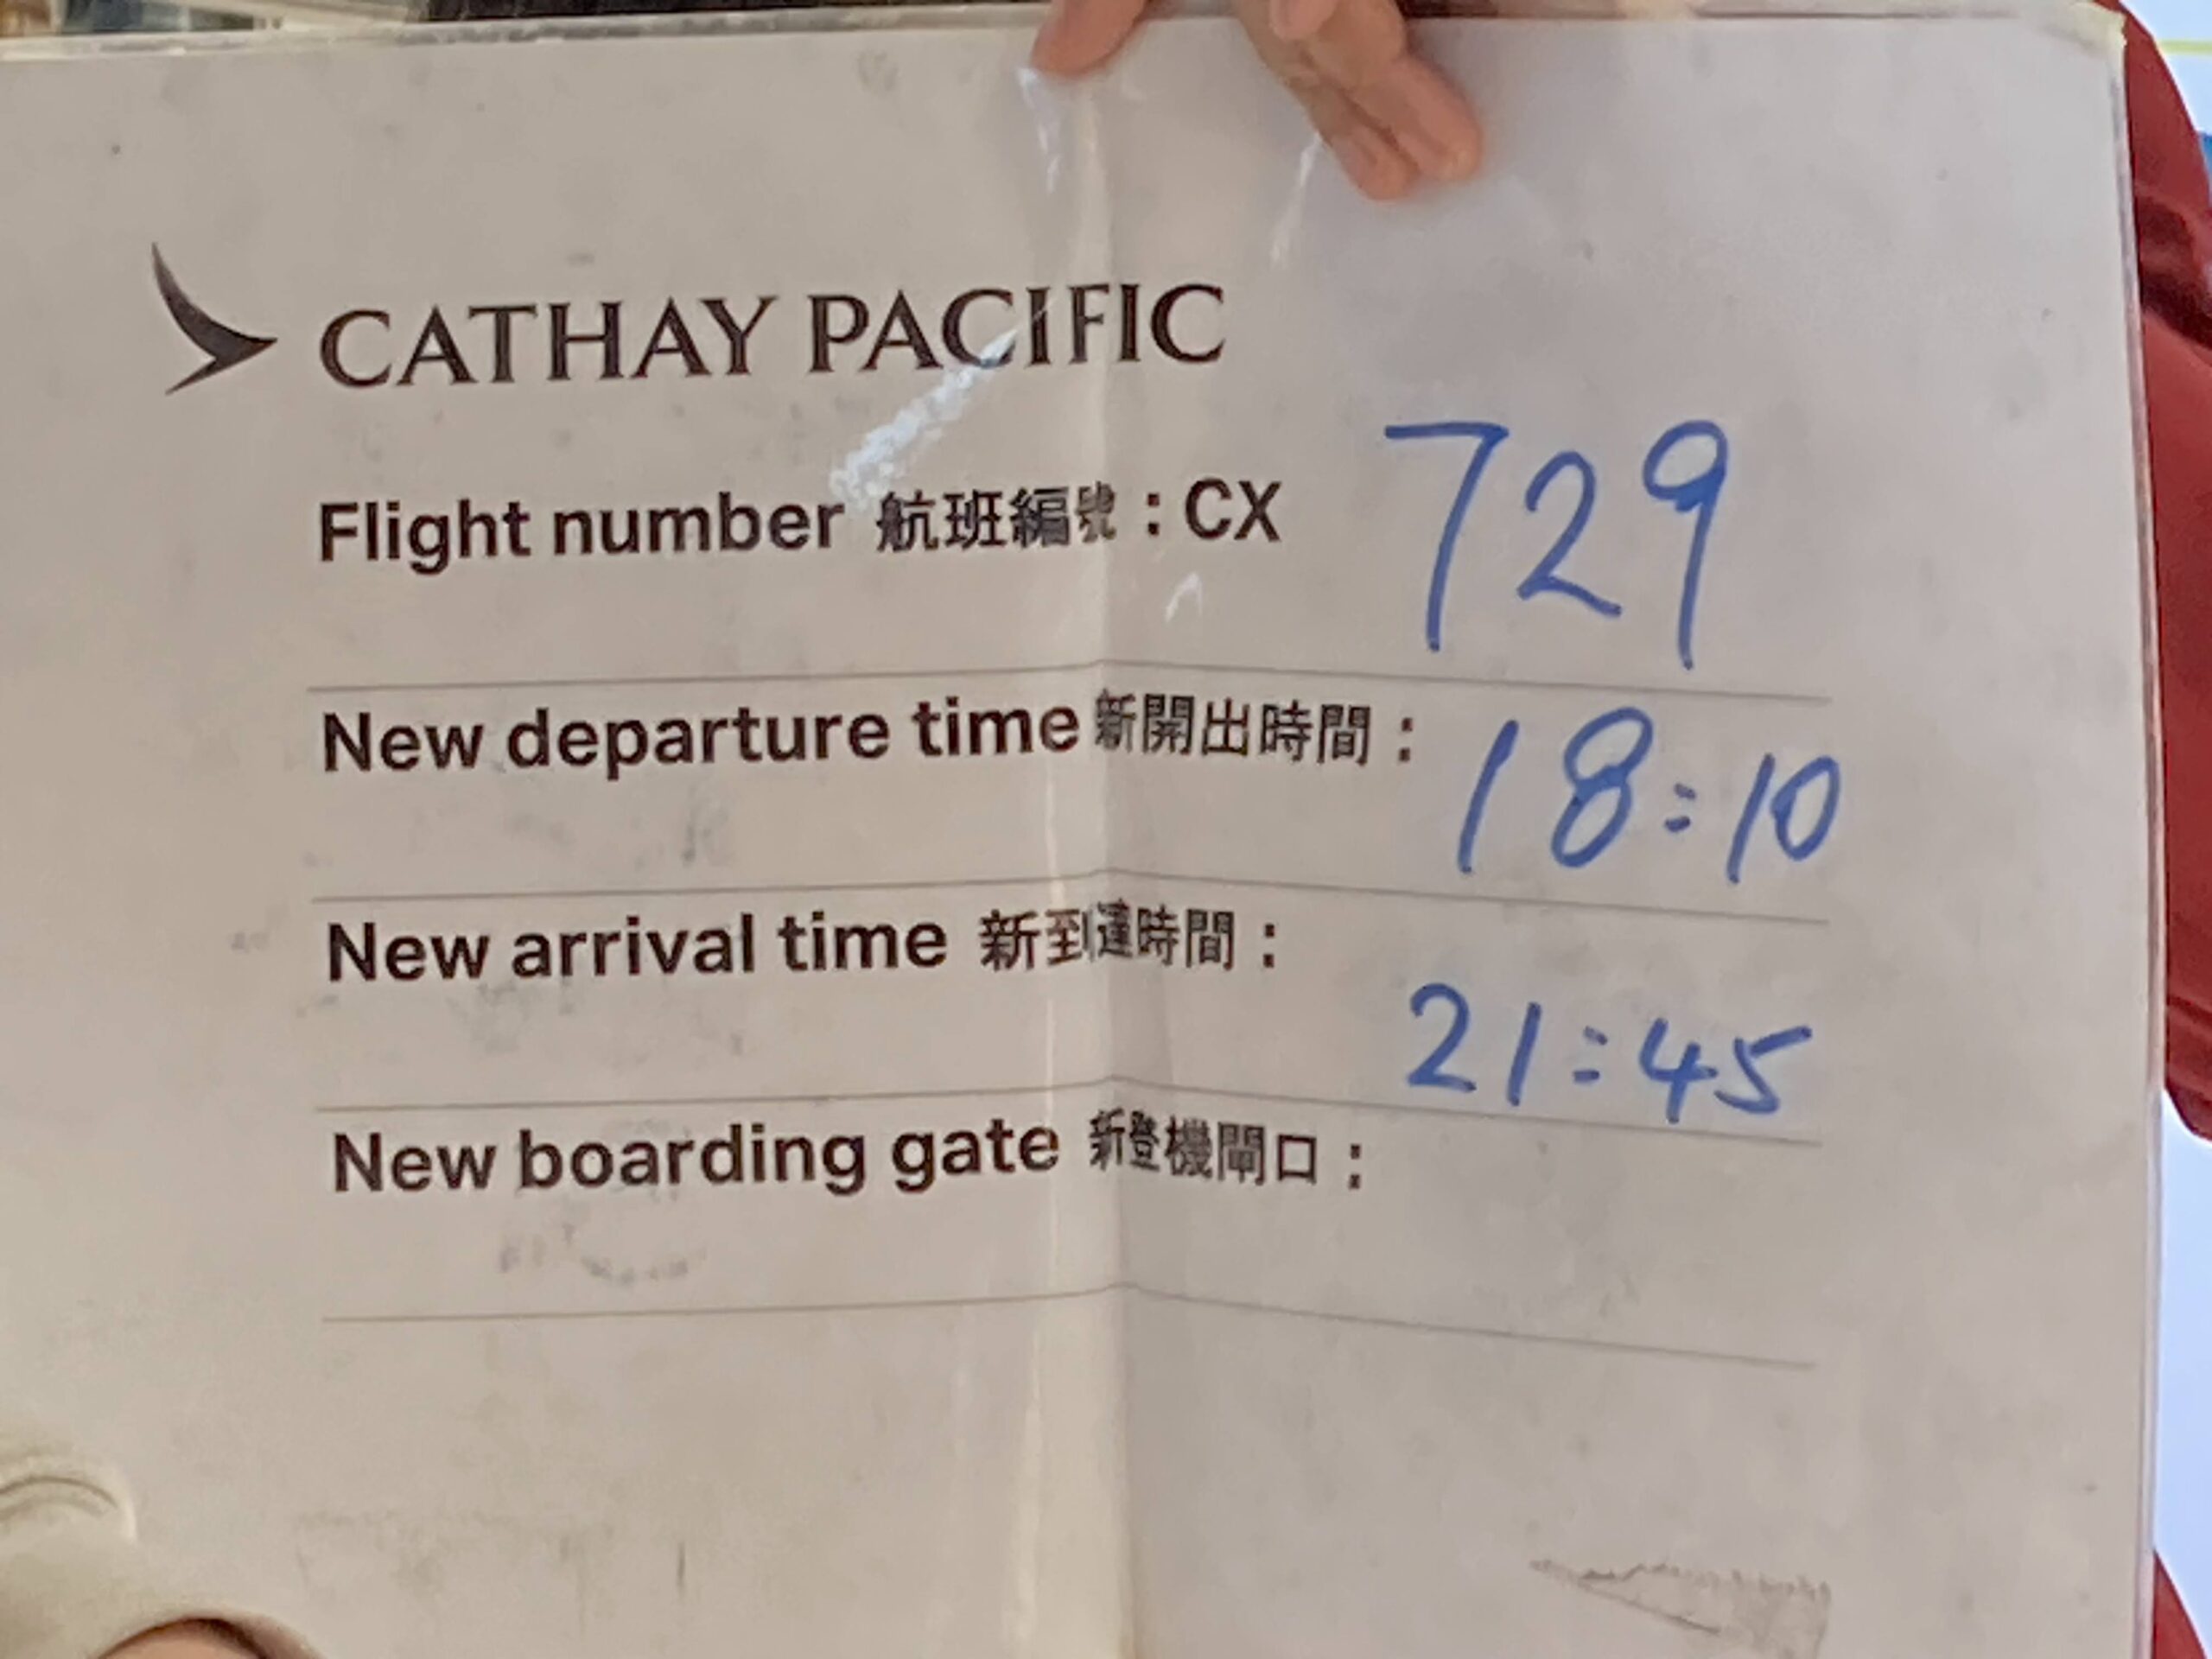 CATHAY PACIFIC
Flight number 航班編號：CX 729
New departure time 新開出時間： 18:10
New arrival time 新到達時間： 21:45
New boarding gate 新登機閘口：